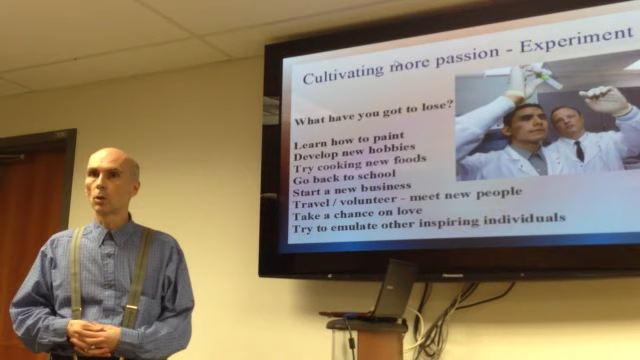 Cultivating more passion - Experiment
What have you got to lose?
Learn how to paint
Develop new hobbies
Try cooking new foods
Go back to school
Start a new business
Travel / volunteer - meet new people
Take a chance on love
Try to emulate other inspiring individuals
Panasonic